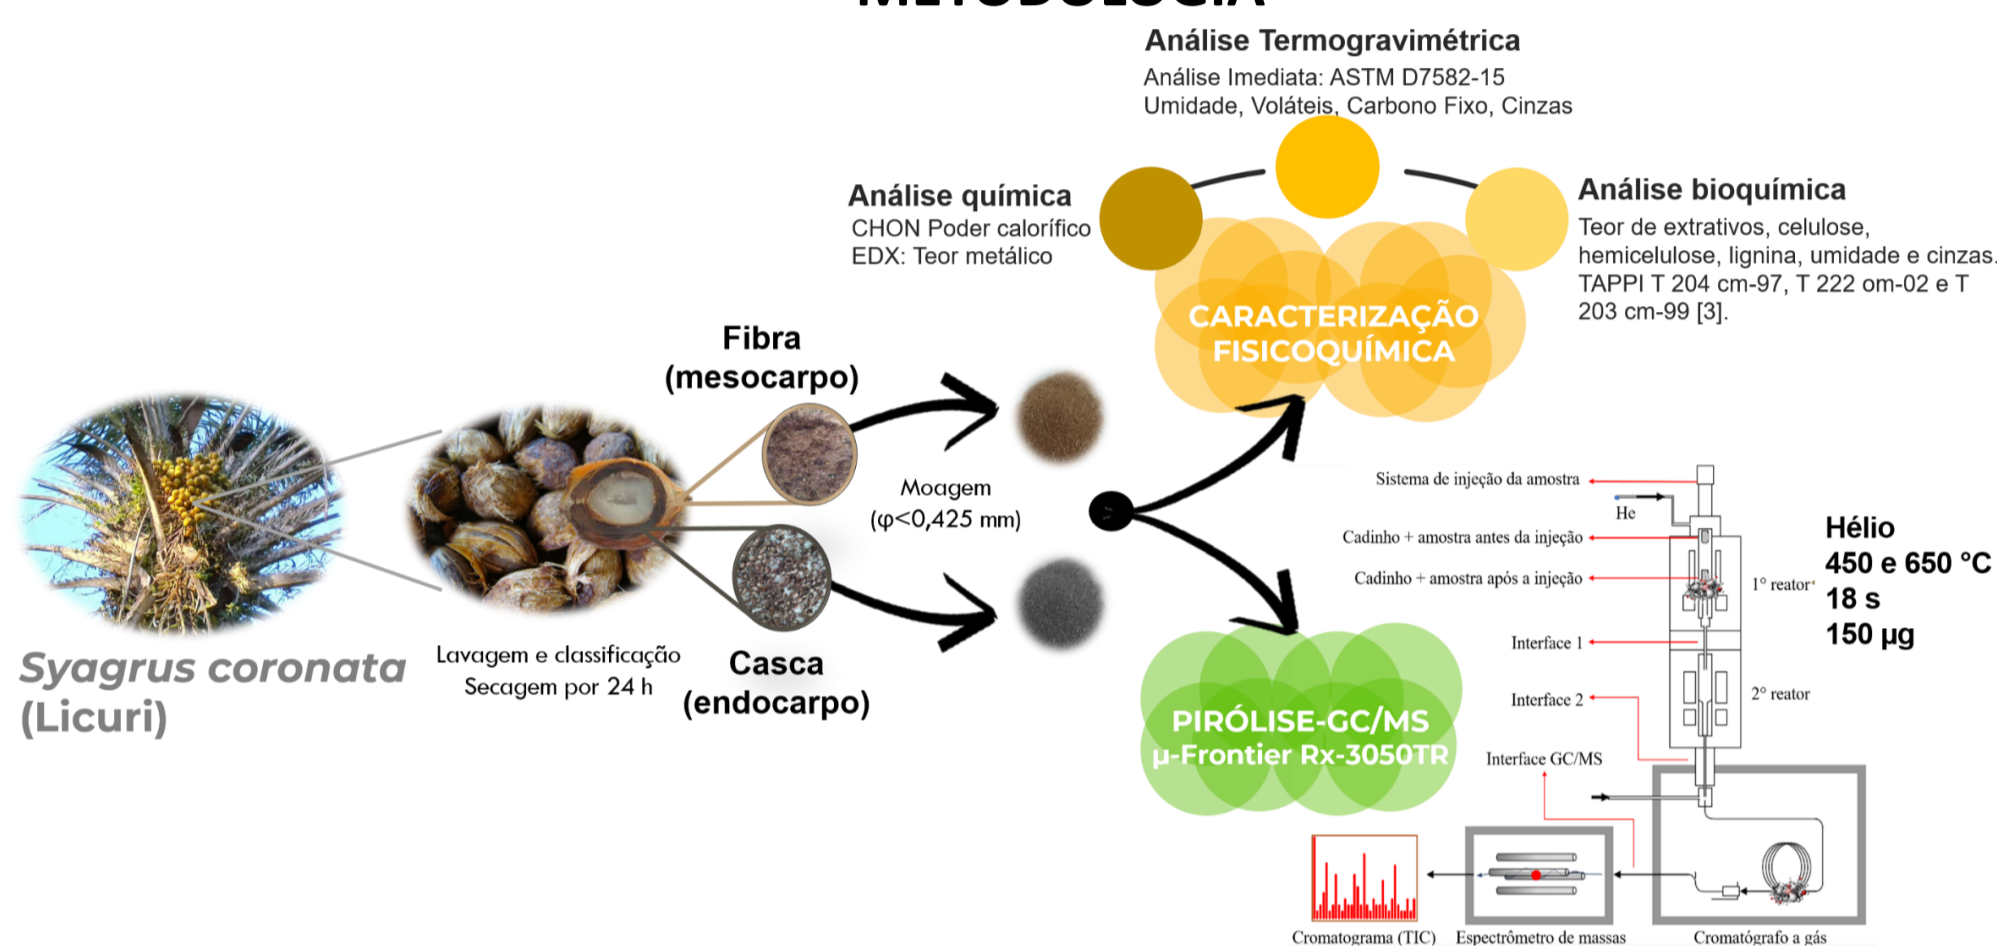 METODOLOGIA
Análise Termogravimétrica
Análise Imediata: ASTM D7582-15
Umidade, Voláteis, Carbono Fixo, Cinzas
Análise química
CHON Poder calorífico
EDX: Teor metálico
Análise bioquímica
Teor de extrativos, celulose,
hemicelulose, lignina, umidade e cinzas.
TAPPI T 204 cm-97, T 222 om-02 e T
203 cm-99 [3].
CARACTERIZAÇÃO
FISICOQUÍMICA
Fibra
(mesocarpo)
Moagem
(φ<0,425 mm)
Syagrus coronata
(Licuri)
Lavagem e classificação
Secagem por 24 h
Casca
(endocarpo)
PIRÓLISE-GC/MS
µ-Frontier Rx-3050TR
Sistema de injeção da amostra
He
Cadinho + amostra antes da injeção
Cadinho + amostra após a injeção
1° reator
Interface 1
Interface 2
2° reator
Interface GC/MS
Hélio
450 e 650 °C
18 s
150 µg
Cromatograma (TIC)
Espectrômetro de massas
Cromatógrafo a gás